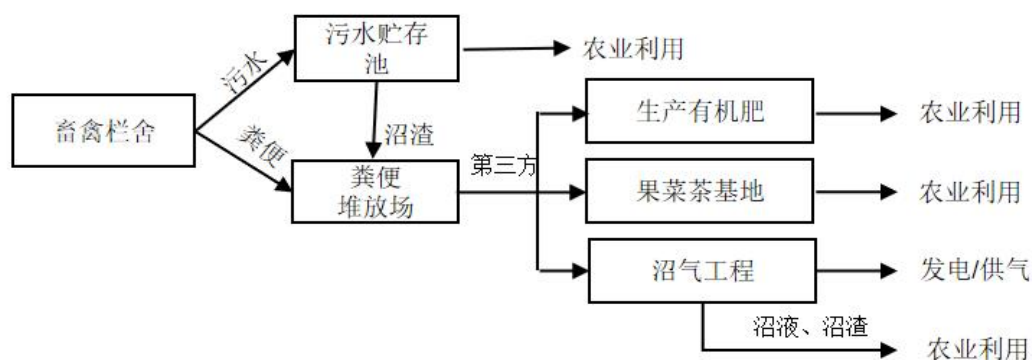 污水贮存
池
农业利用
污水
畜禽栏舍
粪便
沼渣
生产有机肥
农业利用
第三方
粪便
堆放场
果菜茶基地
农业利用
沼气工程
发电/供气
沼液、沼渣
农业利用